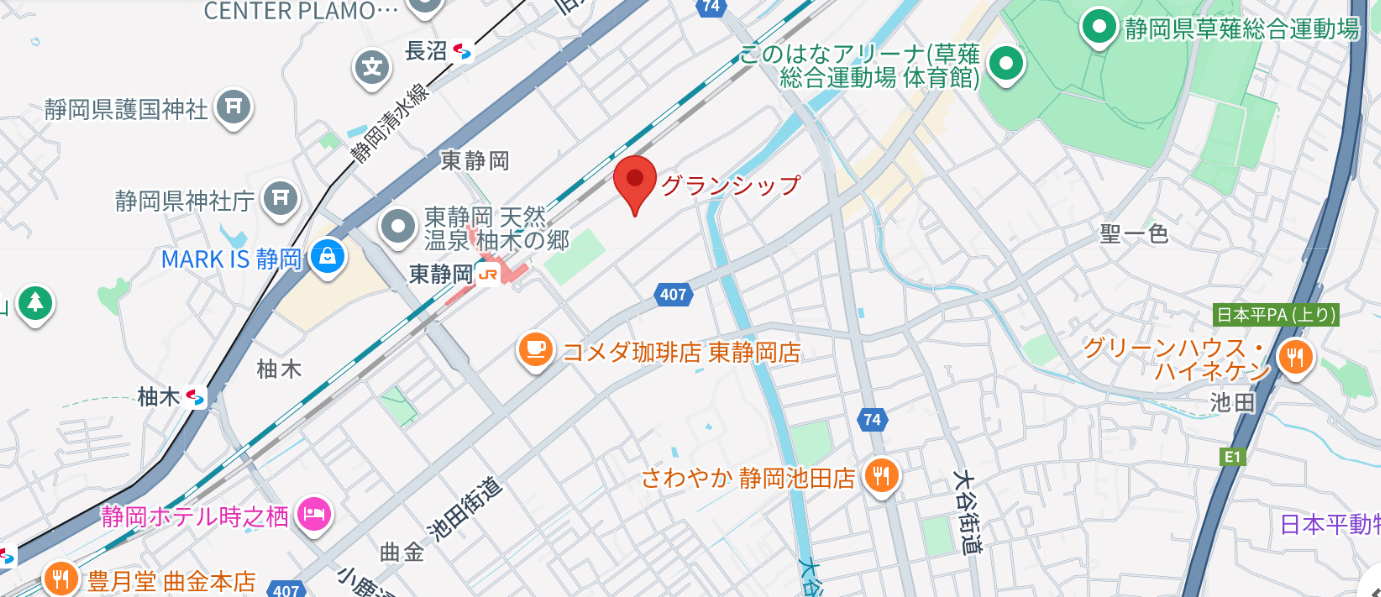 CENTER PLAMO…
74
長沼
静岡県護国神社
静岡清水線
東静岡
このはなアリーナ(草薙
総合運動場 体育館)
静岡県草薙総合運動場
静岡県神社庁
グランシップ
東静岡 天然
温泉 柚木の郷
MARK IS 静岡
東静岡
JR
聖一色
407
日本平PA (上り)
コメダ珈琲店 東静岡店
グリーンハウス・
ハイネケン
柚木
柚木
池田
74
E1
さわやか 静岡池田店
大谷街道
静岡ホテル時之栖
池田街道
曲金
日本平動
豊月堂 曲金本店
407
小鹿
大谷